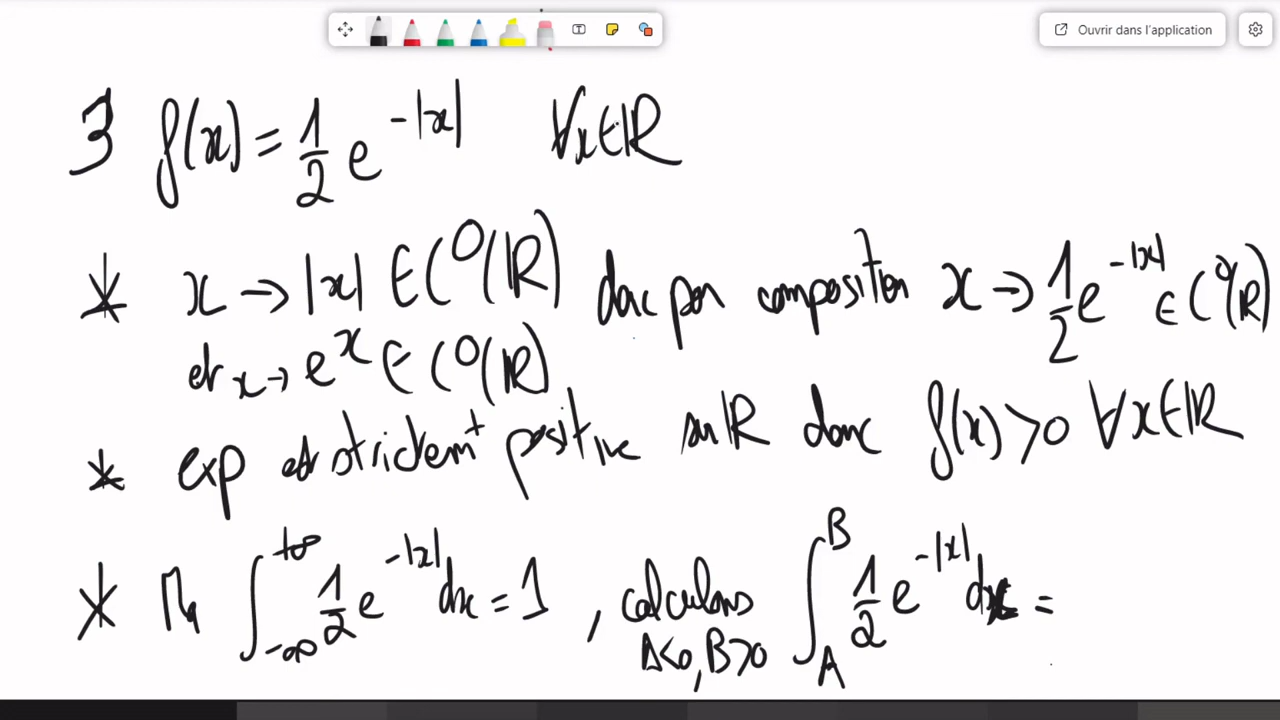 Ouvrir dans l'application
3 f(x) = 1/2 e^{-|x|} ∀x∈ℝ
* x → |x| ∈ C⁰(ℝ) donc par composition x → 1/2 e^{-|x|} ∈ C⁰(ℝ)
et x → e^x ∈ C⁰(ℝ)
* exp est strictem^t positive sur ℝ donc f(x) > 0 ∀x∈ℝ
* Mq ∫_{-∞}^{+∞} 1/2 e^{-|x|} dx = 1, calculons ∫_A^B 1/2 e^{-|x|} dx =
A<0, B>0